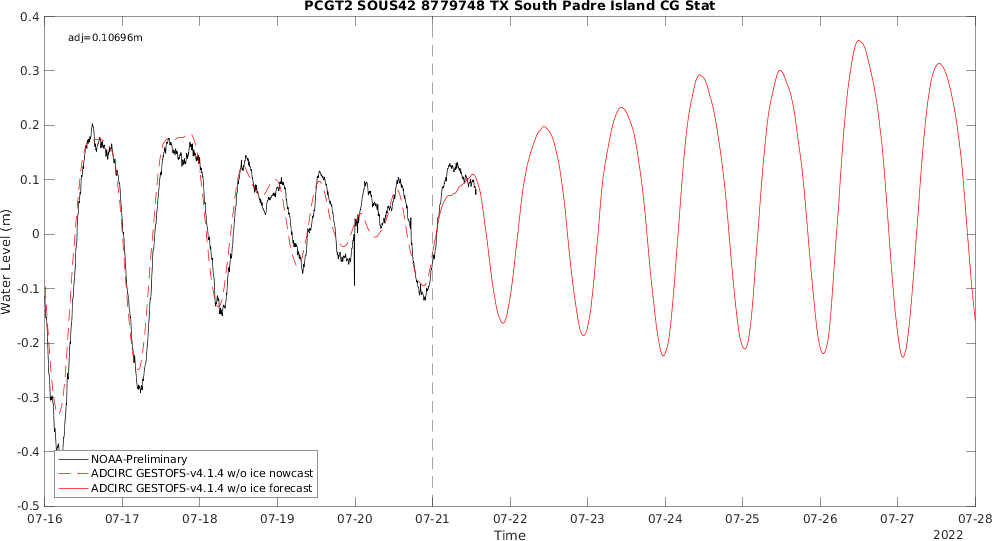 PCGT2 SOUS42 8779748 TX South Padre Island CG Stat
adj=0.10696m
0.4
0.3
0.2
0.1
0
-0.1
-0.2
-0.3
-0.4
-0.5
Water Level (m)
NOAA-Preliminary
ADCIRC GESTOFS-v4.1.4 w/o ice nowcast
ADCIRC GESTOFS-v4.1.4 w/o ice forecast
07-16 07-17 07-18 07-19 07-20 07-21 07-22 07-23 07-24 07-25 07-26 07-27 07-28
Time
2022